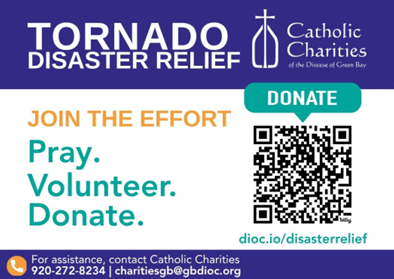 TORNADO
DISASTER RELIEF
Catholic
Charities
of the Diocese of Green Bay
DONATE
JOIN THE EFFORT
Pray.
Volunteer.
Donate.
dioc.io/disasterrelief
For assistance, contact Catholic Charities
920-272-8234 | charitiesgb@gbdioc.org